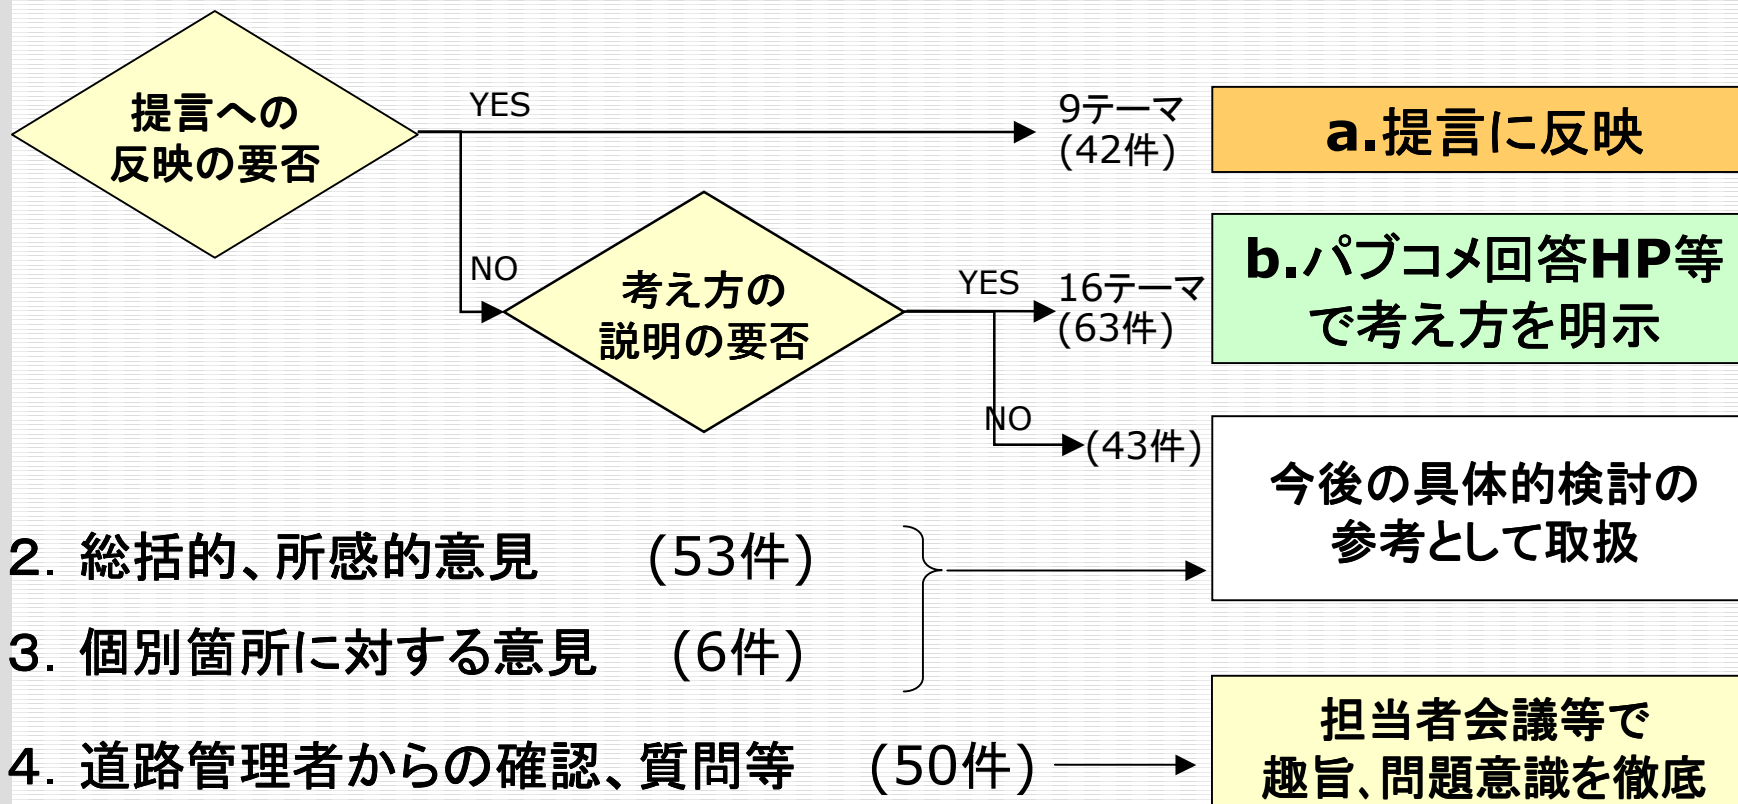 提言への
反映の要否
YES
9テーマ
(42件)
a.提言に反映
NO
考え方の
説明の要否
YES
16テーマ
(63件)
b.パブコメ回答HP等
で考え方を明示
NO
(43件)
今後の具体的検討の
参考として取扱
2. 総括的、所感的意見 (53件)
3. 個別箇所に対する意見 (6件)
4. 道路管理者からの確認、質問等 (50件)
担当者会議等で
趣旨、問題意識を徹底